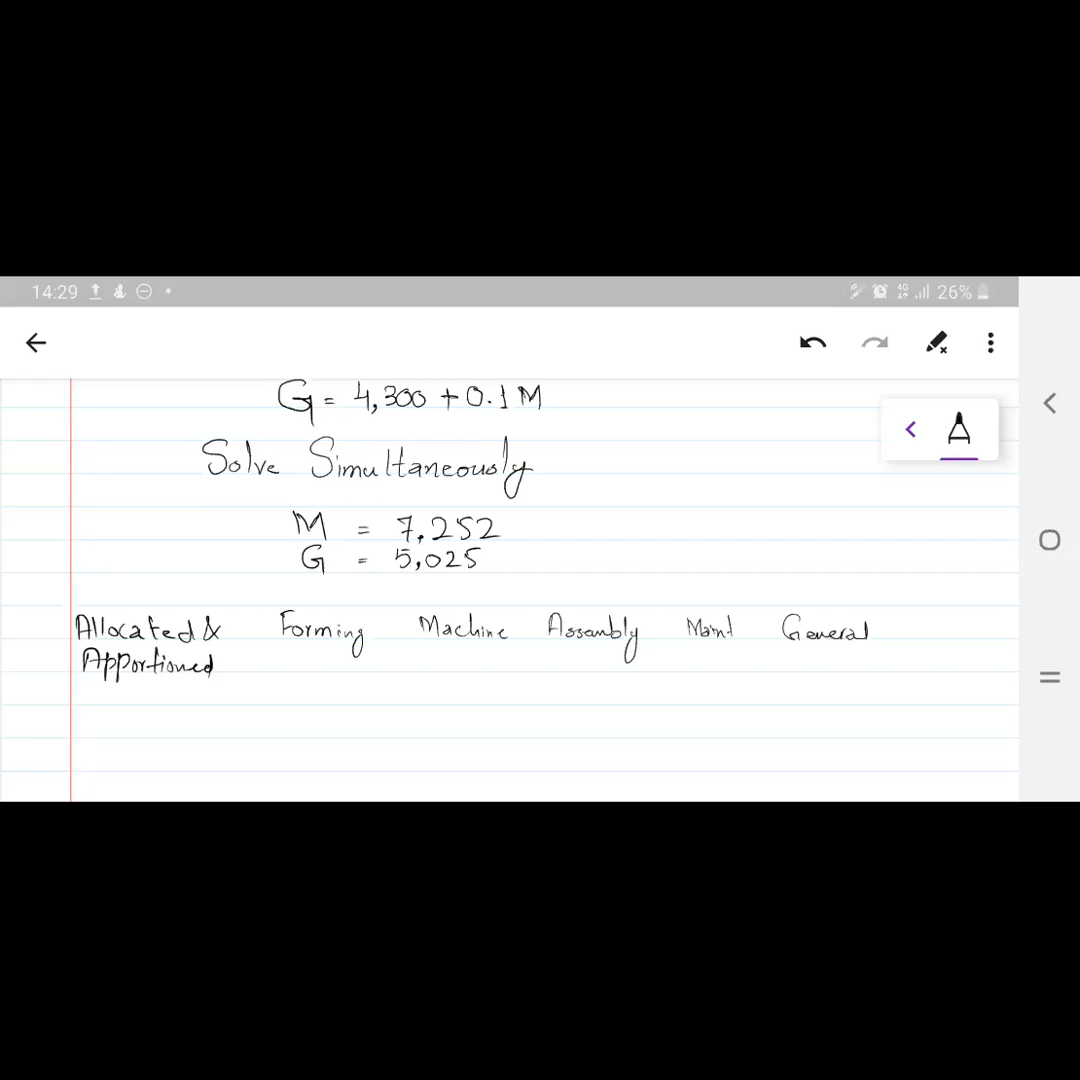 14:29
26%
G = 4,300 + 0.1 M
Solve Simultaneously
M = 7,252
G = 5,025
Allocated & Forming Machine Assembly Maint General
Apportioned